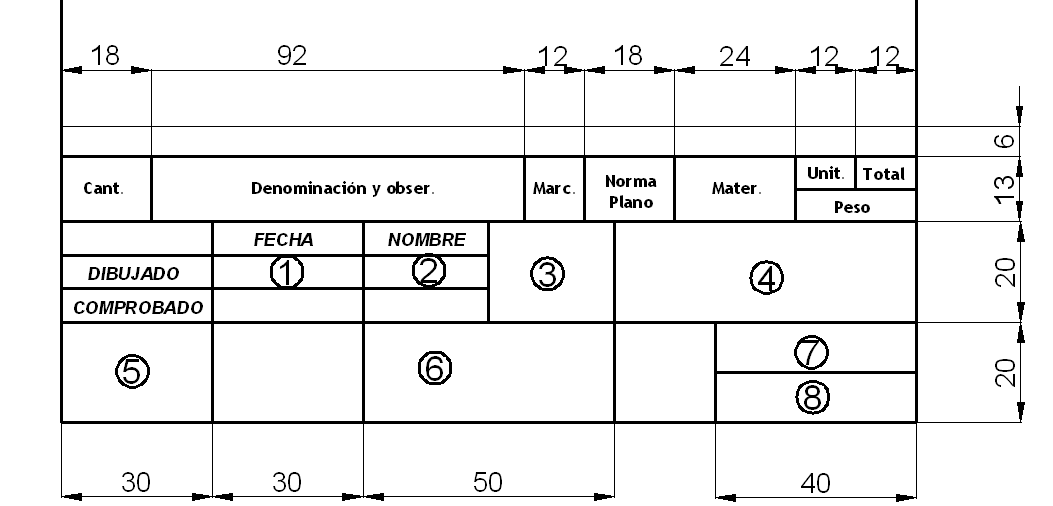 18 92 12 18 24 12 12
6
Cant. Denominación y obser. Marc. Norma Plano Mater. Unit. Total
Peso
13
FECHA NOMBRE
DIBUJADO 1 2 3 4
COMPROBADO
20
5 6 7
8
20
30 30 50 40